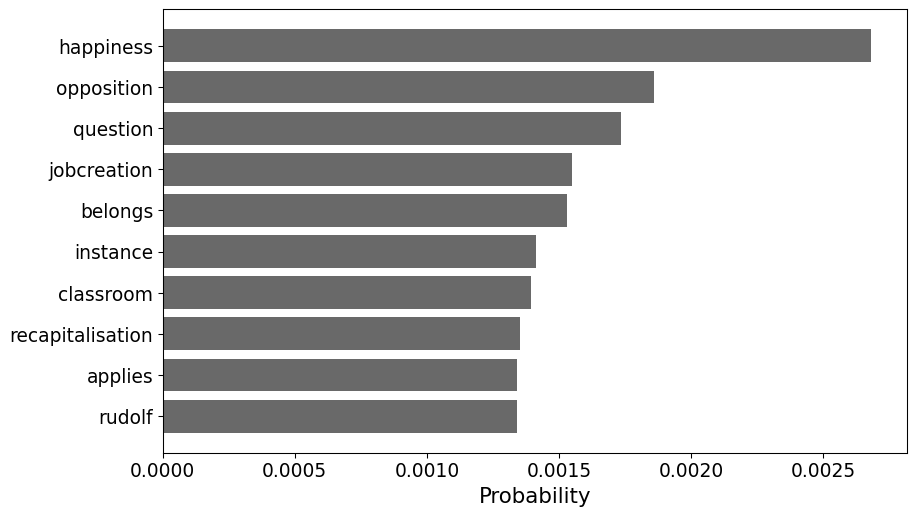 happiness
opposition
question
jobcreation
belongs
instance
classroom
recapitalisation
applies
rudolf
0.0000 0.0005 0.0010 0.0015 0.0020 0.0025
Probability